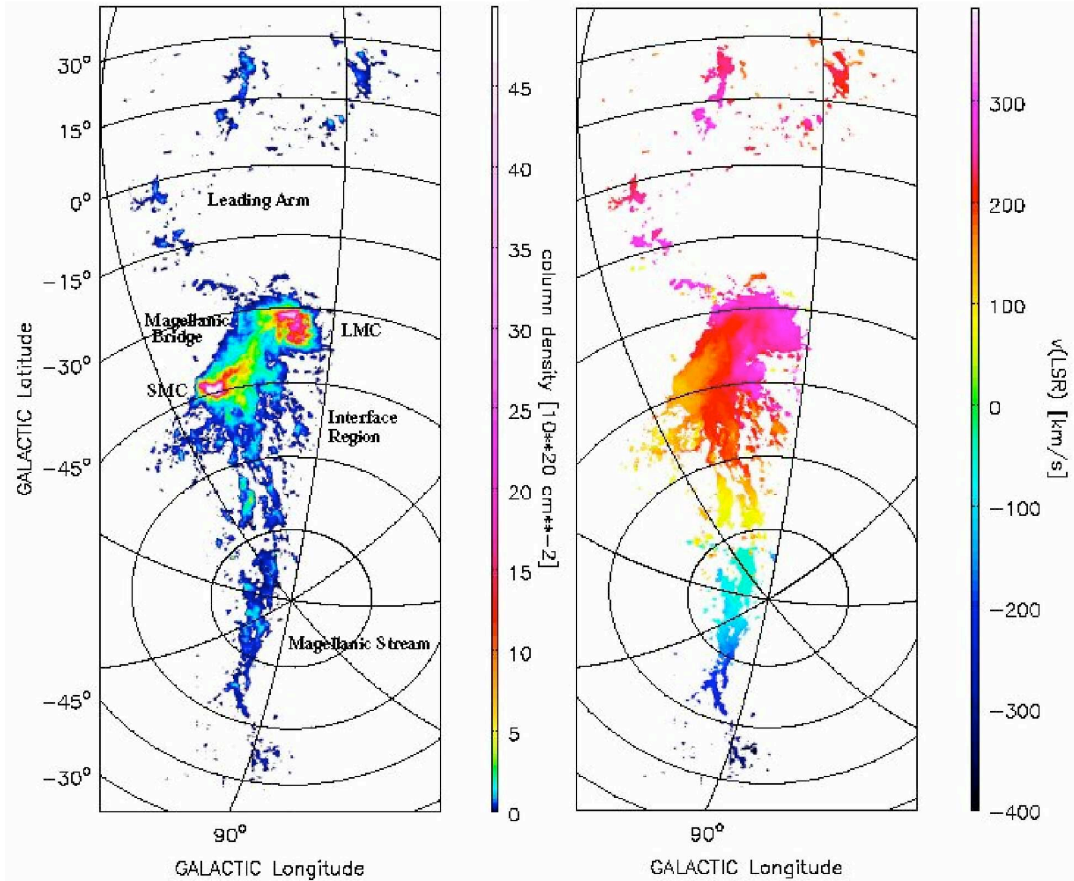 30°
15°
0°
-15°
-30°
-45°
-45°
-30°
GALACTIC Latitude
Leading Arm
Magellanic
Bridge
LMC
SMC
Interface
Region
Magellanic Stream
90°
GALACTIC Longitude
45
40
35
30
25
20
15
10
5
0
column density [10**20 cm**-2]
90°
GALACTIC Longitude
300
200
100
0
-100
-200
-300
-400
v(LSR) [km/s]